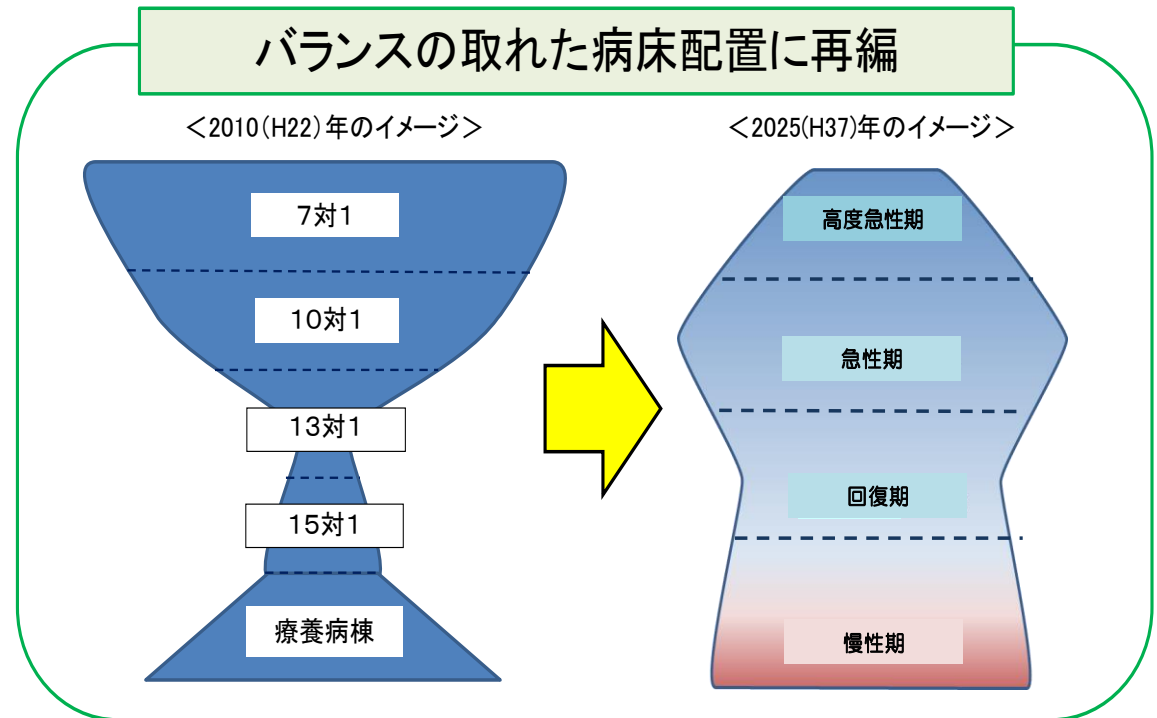 バランスの取れた病床配置に再編
＜2010（H22）年のイメージ＞
7対1
10対1
13対1
15対1
療養病棟
＜2025(H37)年のイメージ＞
高度急性期
急性期
回復期
慢性期